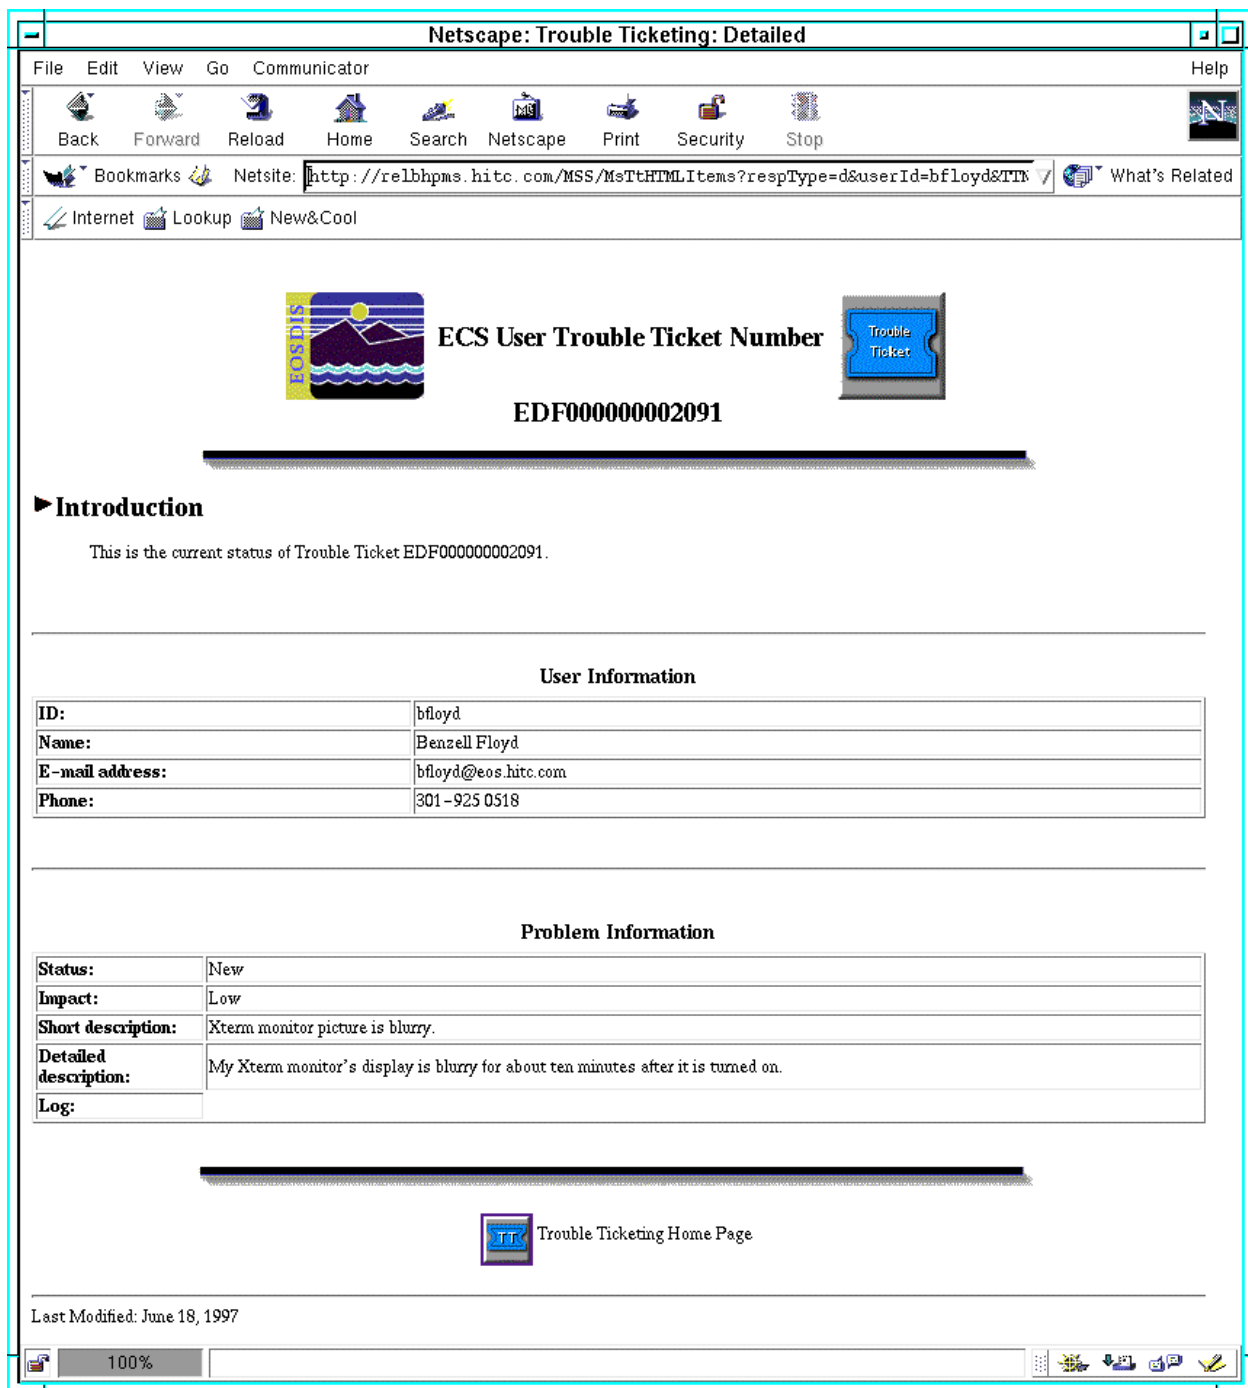 Netscape: Trouble Ticketing: Detailed
File Edit View Go Communicator Help
Back Forward Reload Home Search Netscape Print Security Stop
Bookmarks Netsite: http://relbhpms.hitc.com/MSS/MsTtHTMLItems?respType=d&userId=bfloyd&TTN What's Related
Internet Lookup New&Cool
EOSDIS
ECS User Trouble Ticket Number
Trouble
Ticket
EDF000000002091
Introduction
This is the current status of Trouble Ticket EDF000000002091.
User Information
ID: bfloyd
Name: Benzell Floyd
E-mail address: bfloyd@eos.hitc.com
Phone: 301-925 0518
Problem Information
Status: New
Impact: Low
Short description: Xterm monitor picture is blurry.
Detailed
description: My Xterm monitor's display is blurry for about ten minutes after it is turned on.
Log:
TT Trouble Ticketing Home Page
Last Modified: June 18, 1997
100%